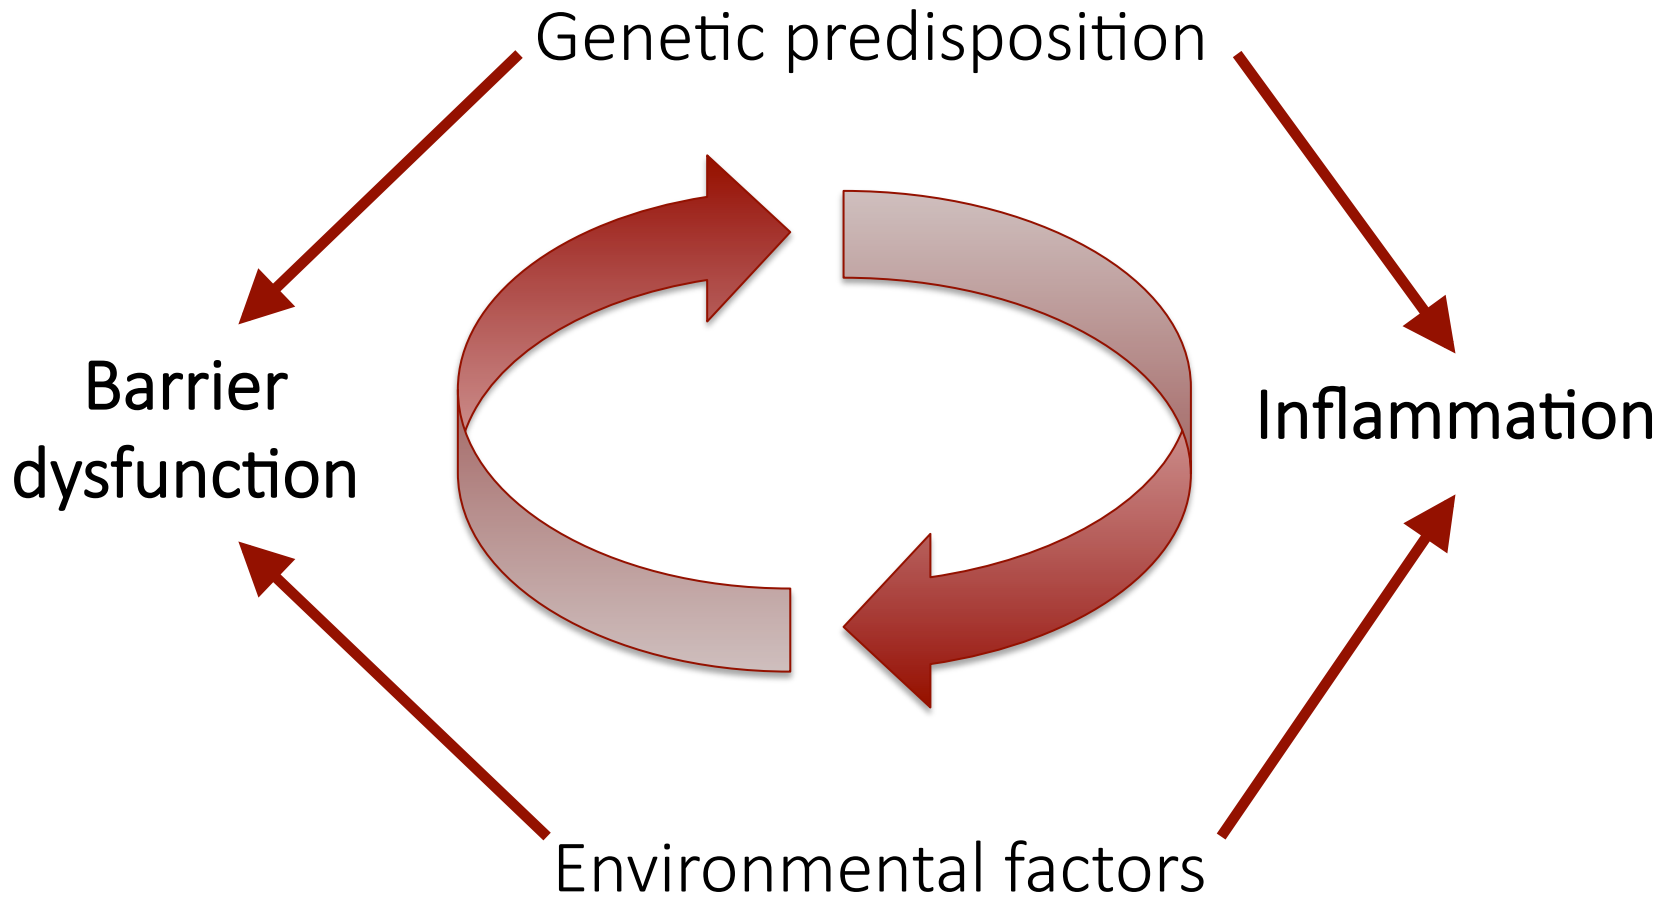 Genetic predisposition
Barrier
dysfunction
Inflammation
Environmental factors